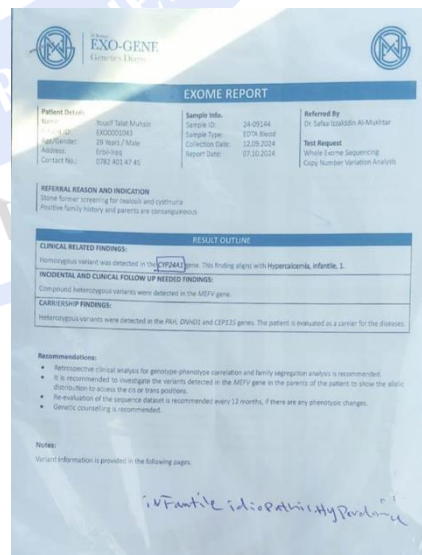 EXO-GENE
EXOME REPORT
Patient Details
Sample Info.
Referred By
Name:
Yousif Talat Muhsin
Sample ID:
24-09144
Dr. Safaa
Al-Mukhtar
EXO0001043
Sample Type:
EDTA Blood
Age/Gender:
29 Years / Male
Collection Date:
12.09.2024
Test Request
Address:
Report Date:
07.10.2024
Whole Exome Sequencing
Contact No.:
0782 401 47 45
Copy Number Variation Analysis
REFERRAL REASON AND INDICATION
Stone former screening for oxalosis and cystinuria
Positive family history and parents are consanguineous
RESULT OUTLINE
CLINICAL RELATED FINDINGS:
Homozygous variant was detected in the CYP24A1 gene. This finding aligns with Hypercalcemia, infantile, 1.
INCIDENTAL AND CLINICAL FOLLOW UP NEEDED FINDINGS:
Compound heterozygous variants were detected in the MEFV gene.
CARRIERSHIP FINDINGS:
Heterozygous variants were detected in the PAH, DNHD1 and CEP135 genes. The patient is evaluated as a carrier for the diseases.
Recommendations:
• Retrospective clinical analysis for genotype-phenotype correlation and family segregation analysis is recommended.
• It is recommended to investigate the variants detected in the MEFV gene in the parents of the patient to show the allelic
distribution to access the cis or trans positions.
• Re-evaluation of the sequence dataset is recommended every 12 months, if there are any phenotypic changes.
• Genetic counselling is recommended.
Notes:
Variant information is provided in the following pages.
infantile idiopathic